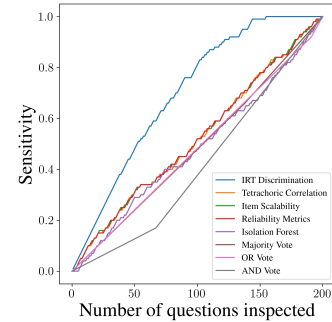 1.0
0.8
0.6
0.4
0.2
0.0
Sensitivity
IRT Discrimination
Tetrachoric Correlation
Item Scalability
Reliability Metrics
Isolation Forest
Majority Vote
OR Vote
AND Vote
0 50 100 150 200
Number of questions inspected